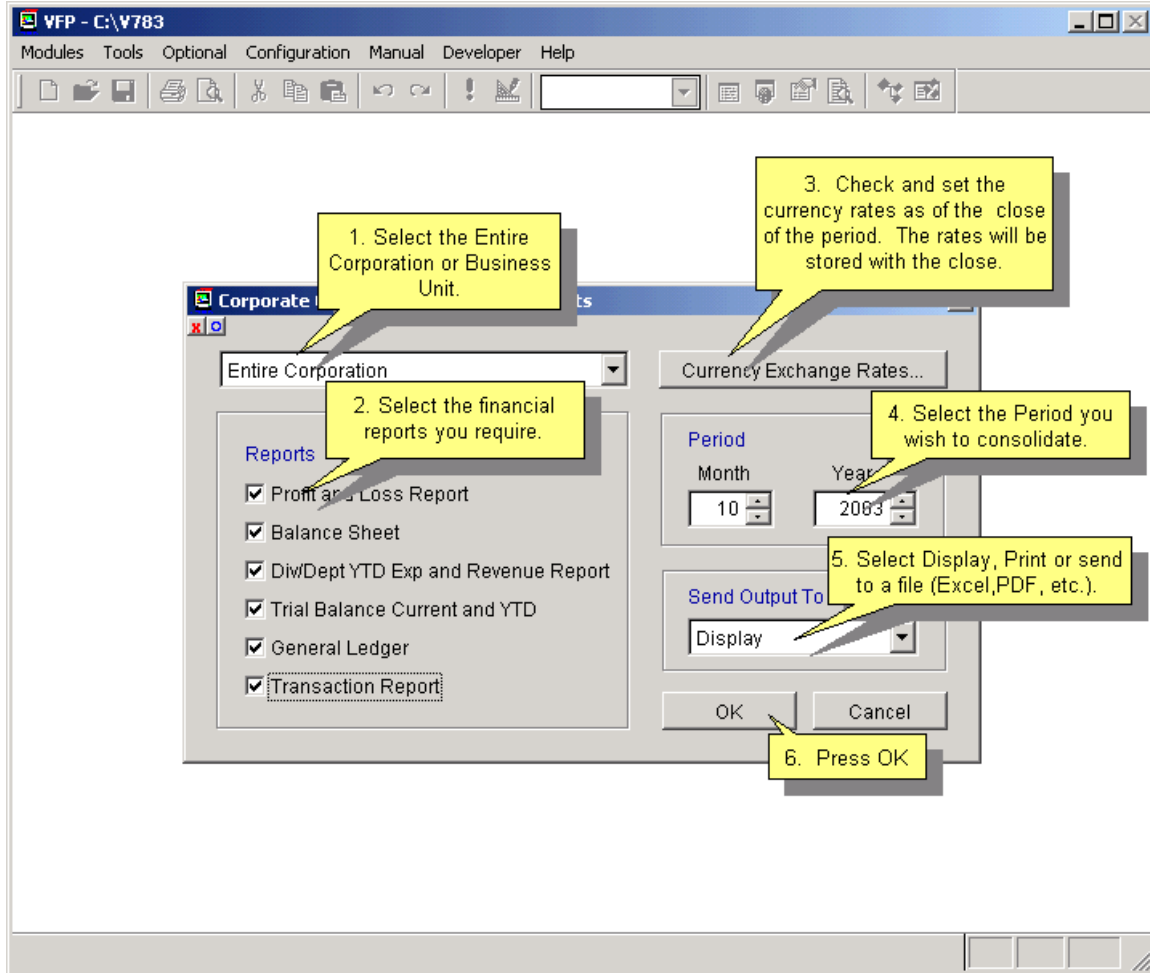 VFP - C:\V783
Modules Tools Optional Configuration Manual Developer Help
3. Check and set the
currency rates as of the close
of the period. The rates will be
stored with the close.
1. Select the Entire
Corporation or Business
Unit.
Corporate
ts
Entire Corporation
Currency Exchange Rates...
2. Select the financial
reports you require.
4. Select the Period you
wish to consolidate.
Reports
Profit and Loss Report
Balance Sheet
Div/Dept YTD Exp and Revenue Report
Trial Balance Current and YTD
General Ledger
Transaction Report
Period
Month Year
10 2003
5. Select Display, Print or send
to a file (Excel,PDF, etc.).
Send Output To
Display
OK Cancel
6. Press OK